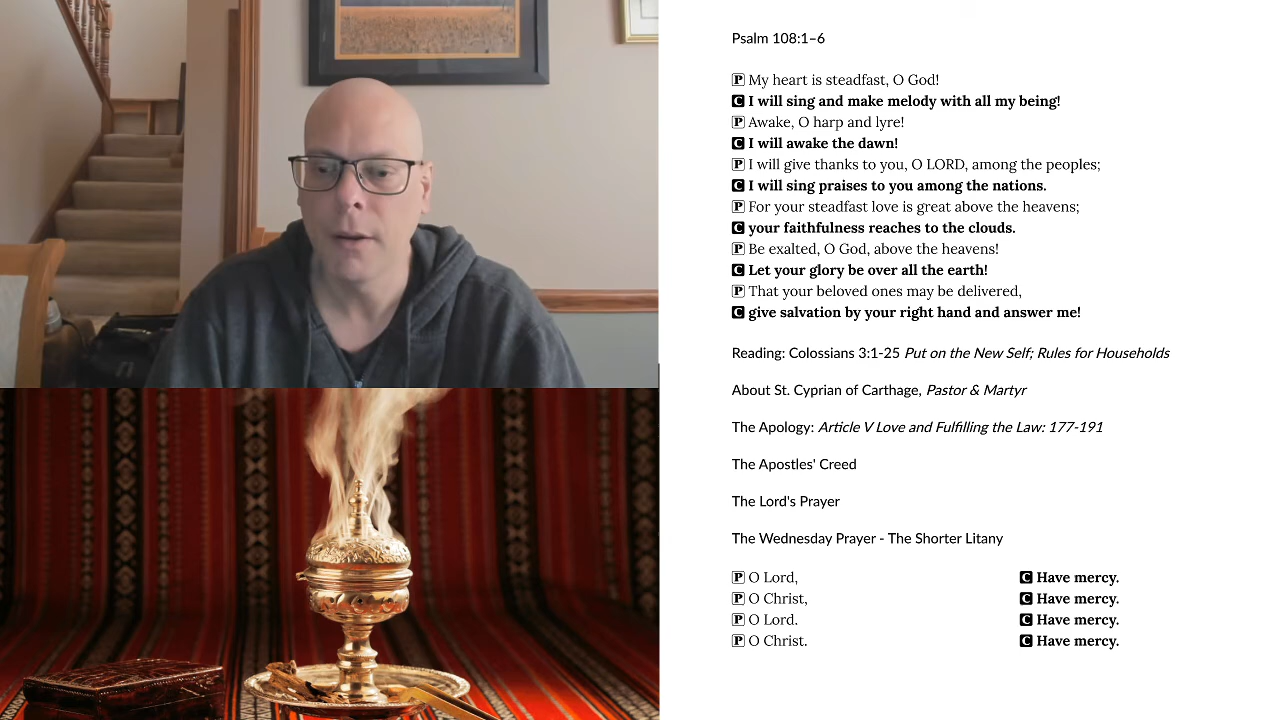 Psalm 108:1–6
P My heart is steadfast, O God!
C I will sing and make melody with all my being!
P Awake, O harp and lyre!
C I will awake the dawn!
P I will give thanks to you, O LORD, among the peoples;
C I will sing praises to you among the nations.
P For your steadfast love is great above the heavens;
C your faithfulness reaches to the clouds.
P Be exalted, O God, above the heavens!
C Let your glory be over all the earth!
P That your beloved ones may be delivered,
C give salvation by your right hand and answer me!
Reading: Colossians 3:1-25 Put on the New Self; Rules for Households
About St. Cyprian of Carthage, Pastor & Martyr
The Apology: Article V Love and Fulfilling the Law: 177-191
The Apostles' Creed
The Lord's Prayer
The Wednesday Prayer - The Shorter Litany
P O Lord, C Have mercy.
P O Christ, C Have mercy.
P O Lord. C Have mercy.
P O Christ. C Have mercy.